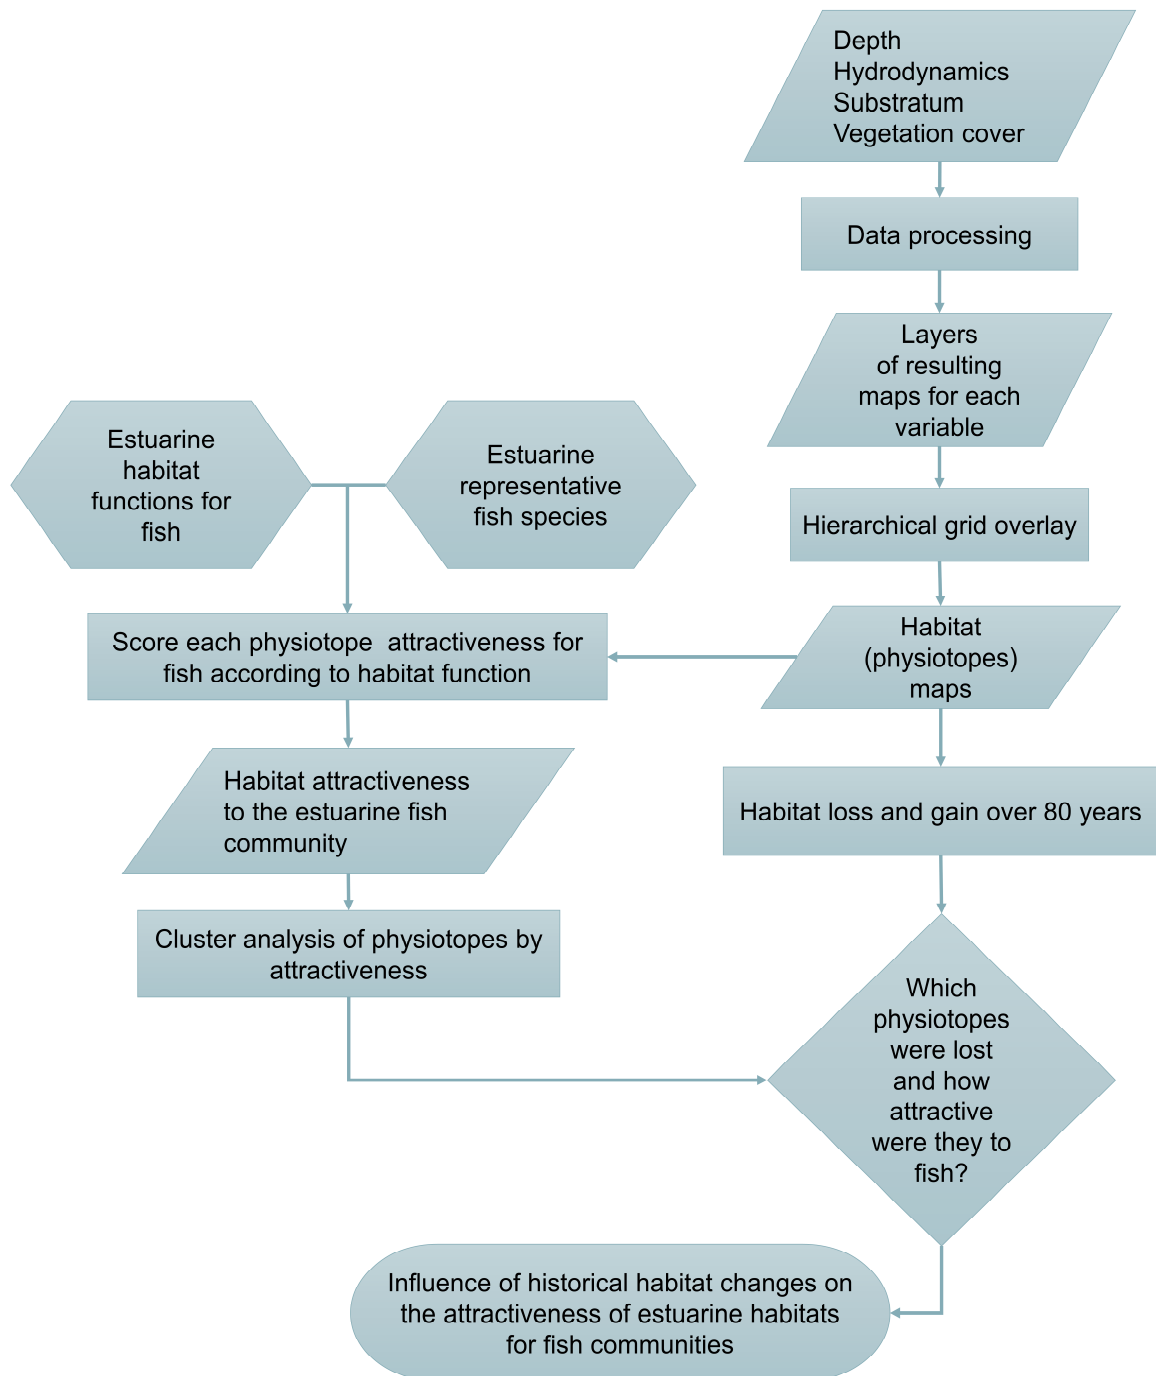 Depth
Hydrodynamics
Substratum
Vegetation cover
Data processing
Layers
of resulting
maps for each
variable
Estuarine
habitat
functions for
fish
Estuarine
representative
fish species
Hierarchical grid overlay
Score each physiotope attractiveness for
fish according to habitat function
Habitat
(physiotopes)
maps
Habitat attractiveness
to the estuarine fish
community
Habitat loss and gain over 80 years
Cluster analysis of physiotopes by
attractiveness
Which
physiotopes
were lost
and how
attractive
were they to
fish?
Influence of historical habitat changes on
the attractiveness of estuarine habitats
for fish communities